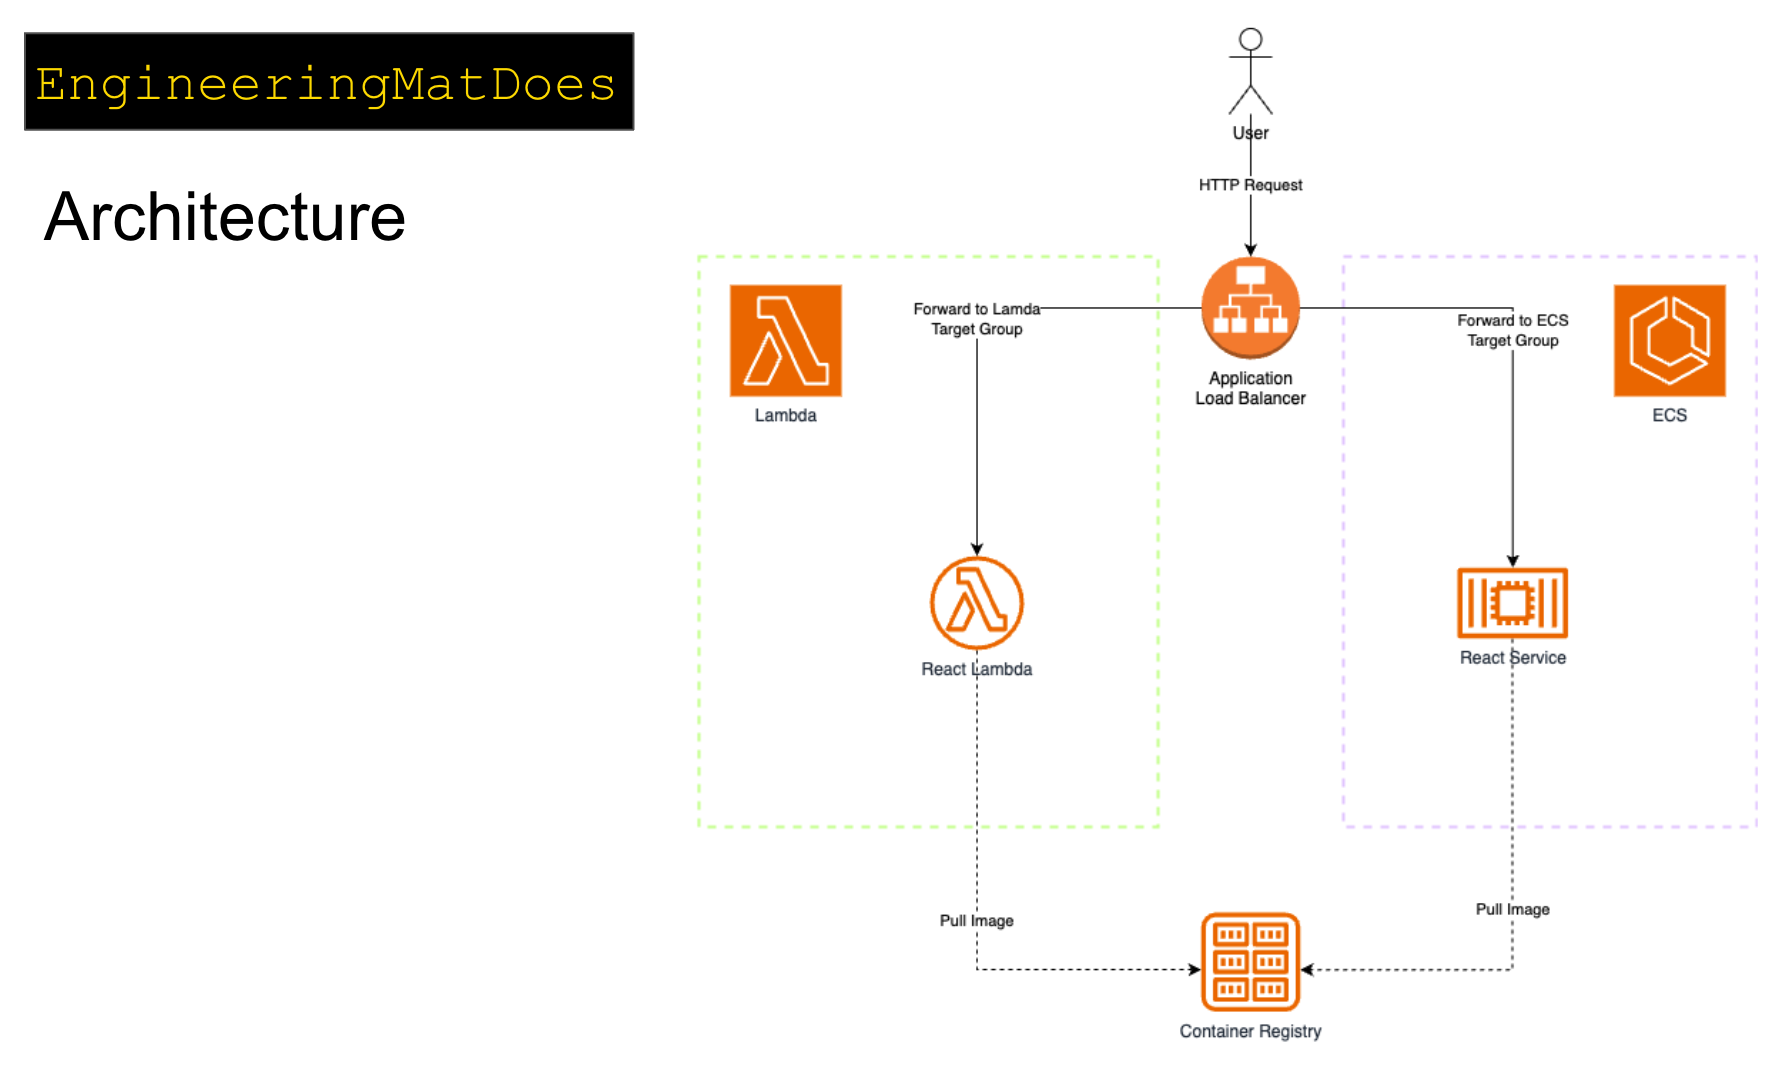 EngineeringMatDoes
Architecture
User
HTTP Request
Forward to Lamda
Target Group
Forward to ECS
Target Group
Lambda
Application
Load Balancer
ECS
React Lambda
React Service
Pull Image
Pull Image
Container Registry